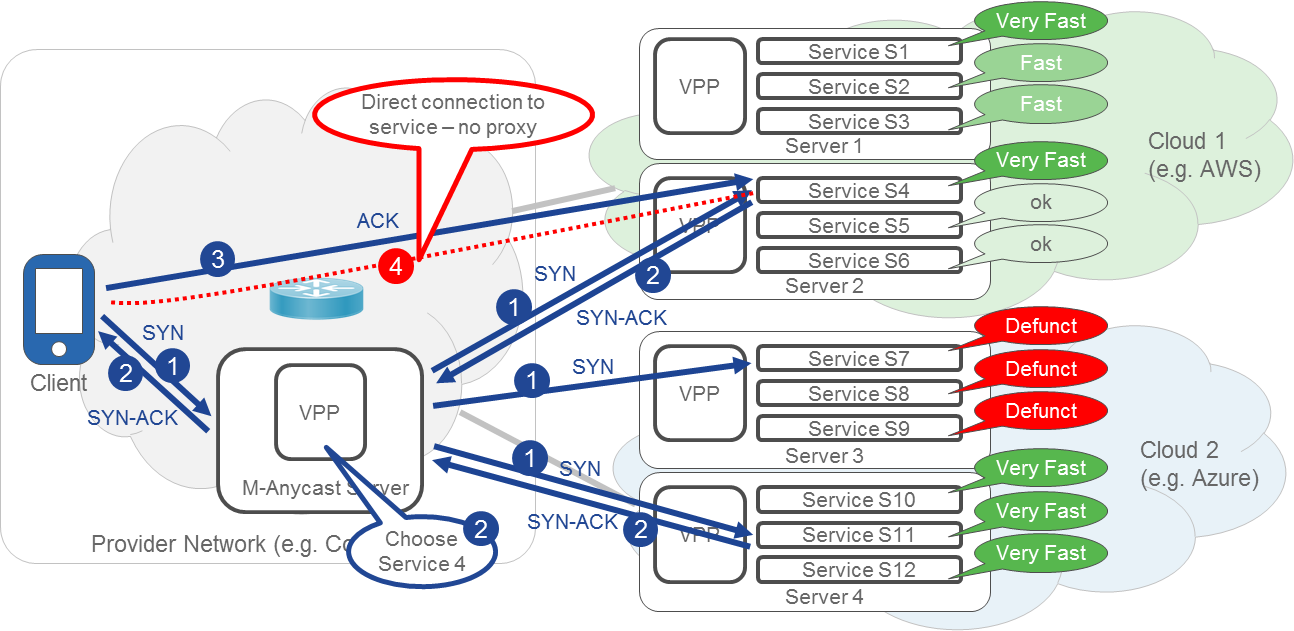 Direct connection to
service – no proxy
ACK
3
4
SYN
1
2
SYN-ACK
Client
SYN
1
2
SYN-ACK
VPP
M-Anycast Server
Choose
Service 4
2
Provider Network (e.g. Co
SYN
1
SYN
1
SYN-ACK
2
VPP
Service S1
Service S2
Service S3
Server 1
Very Fast
Fast
Fast
VPP
Service S4
Service S5
Service S6
Server 2
Very Fast
ok
ok
Cloud 1
(e.g. AWS)
VPP
Service S7
Service S8
Service S9
Server 3
Defunct
Defunct
Defunct
VPP
Service S10
Service S11
Service S12
Server 4
Very Fast
Very Fast
Very Fast
Cloud 2
(e.g. Azure)